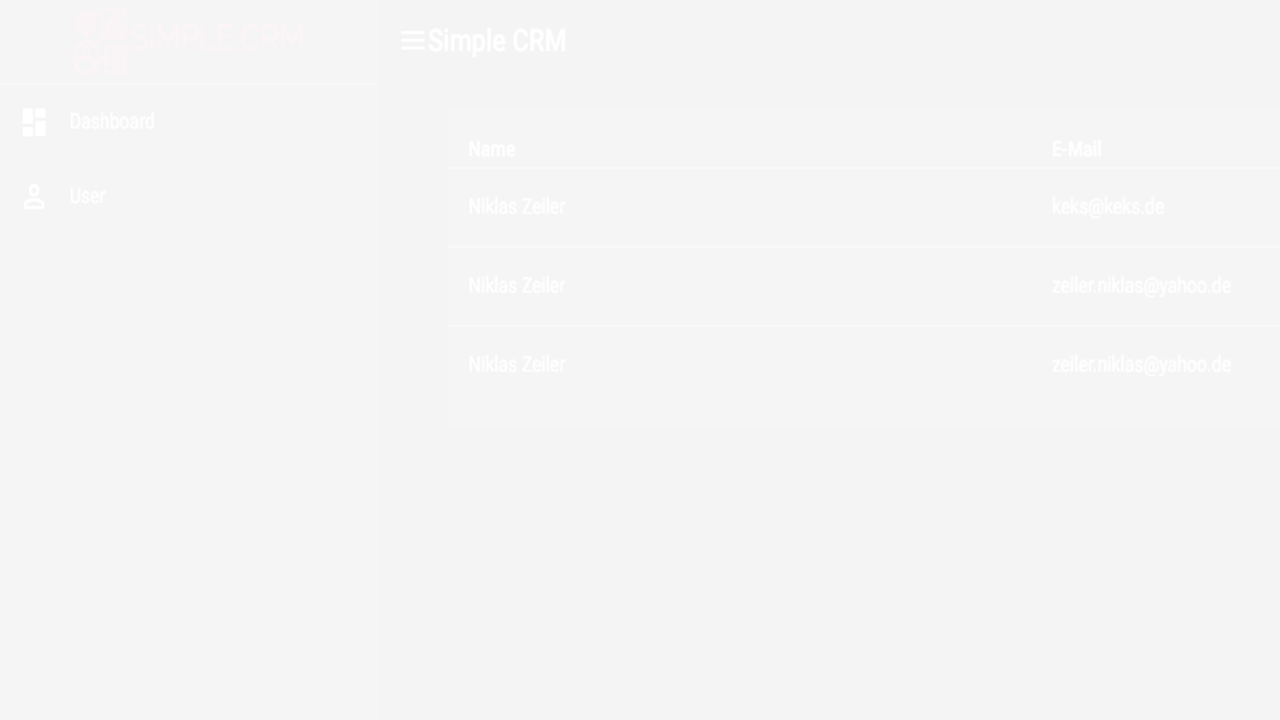 SIMPLE CRM
Simple CRM
Dashboard
User
Name E-Mail
Niklas Zeiler keks@keks.de
Niklas Zeiler zeiler.niklas@yahoo.de
Niklas Zeiler zeiler.niklas@yahoo.de